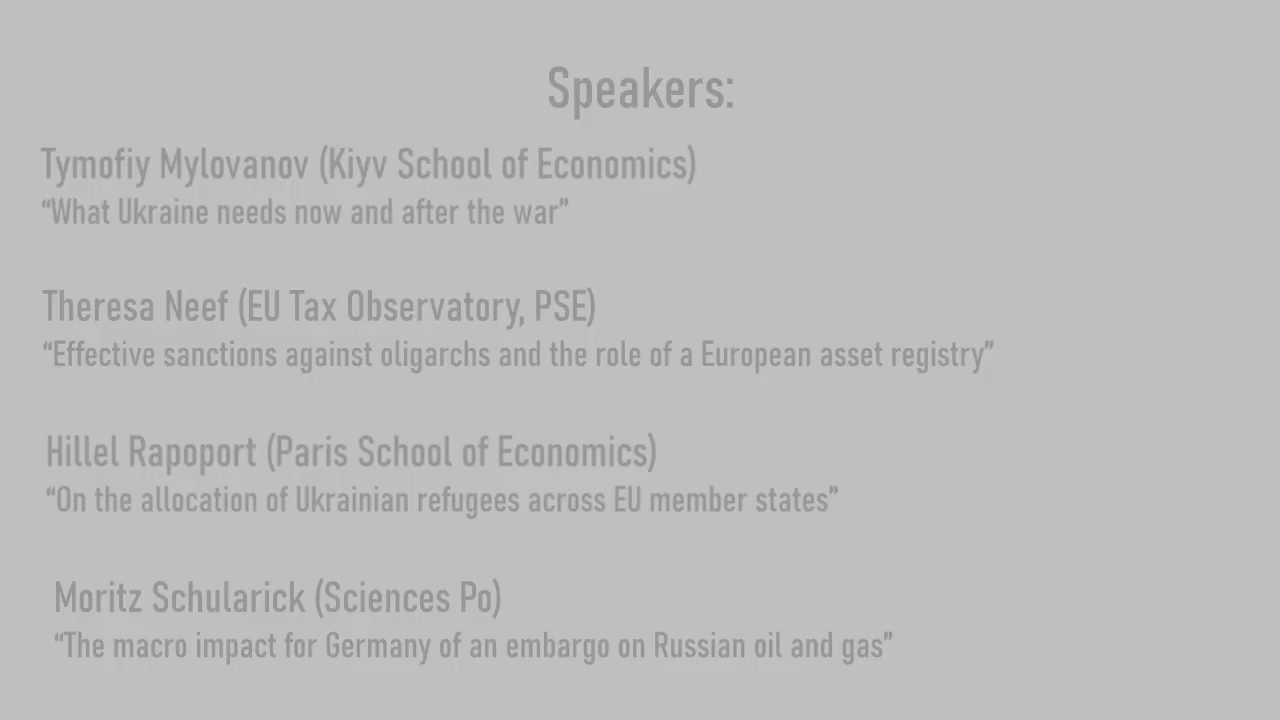 Speakers:
Tymofiy Mylovanov (Kiyv School of Economics)
“What Ukraine needs now and after the war”
Theresa Neef (EU Tax Observatory, PSE)
“Effective sanctions against oligarchs and the role of a European asset registry”
Hillel Rapoport (Paris School of Economics)
“On the allocation of Ukrainian refugees across EU member states”
Moritz Schularick (Sciences Po)
“The macro impact for Germany of an embargo on Russian oil and gas”